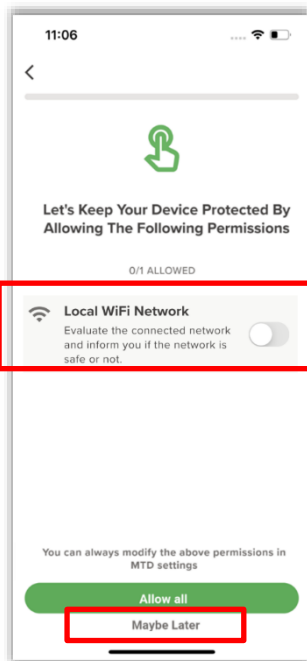 11:06
Let's Keep Your Device Protected By
Allowing The Following Permissions
0/1 ALLOWED
Local WiFi Network
Evaluate the connected network
and inform you if the network is
safe or not.
You can always modify the above permissions in
MTD settings
Allow all
Maybe Later